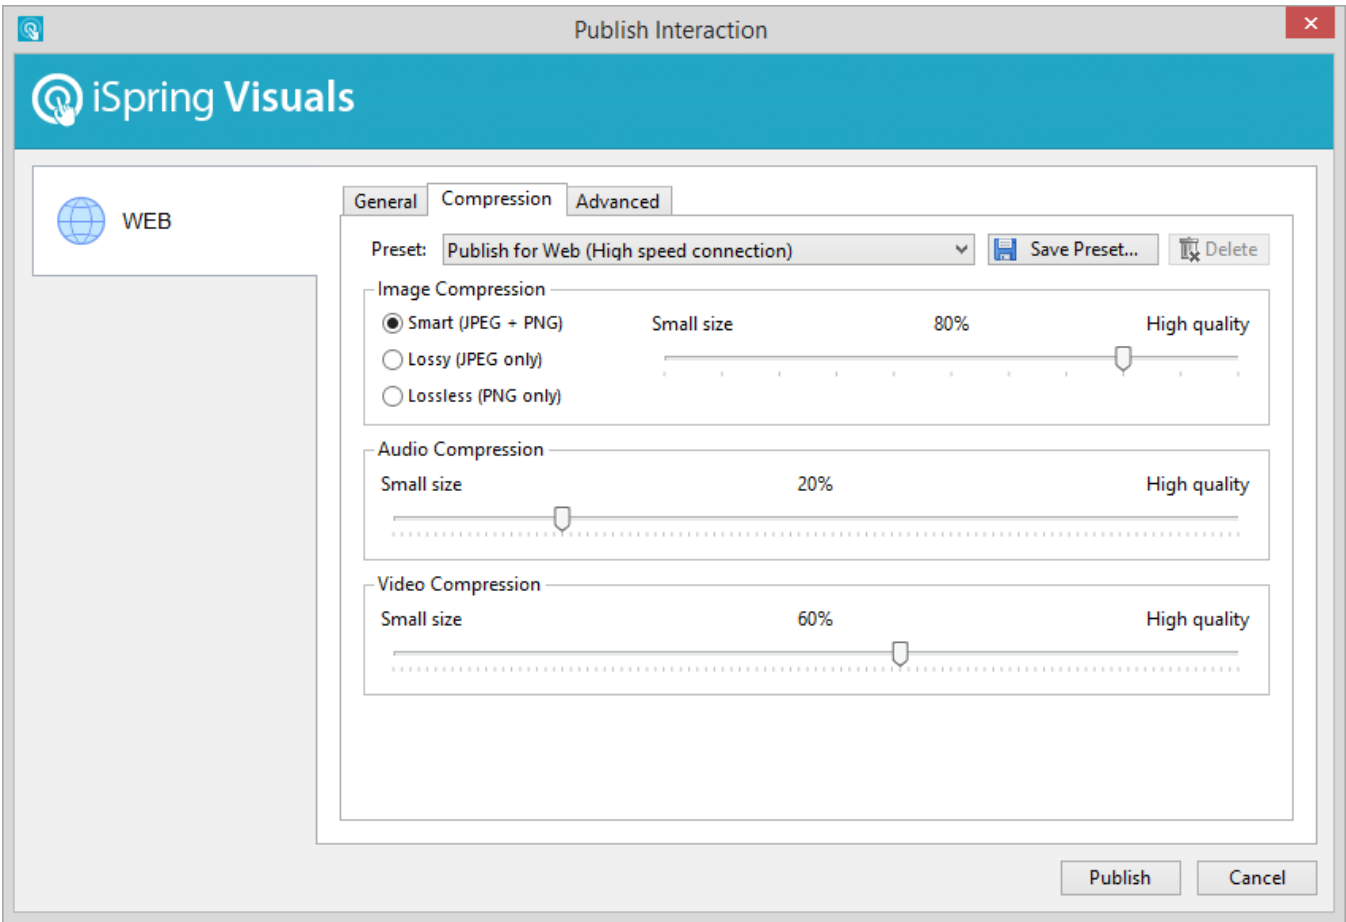 Publish Interaction
iSpring Visuals
WEB
General Compression Advanced
Preset: Publish for Web (High speed connection) Save Preset... Delete
Image Compression
Smart (JPEG + PNG) Small size 80% High quality
Lossy (JPEG only)
Lossless (PNG only)
Audio Compression
Small size 20% High quality
Video Compression
Small size 60% High quality
Publish Cancel